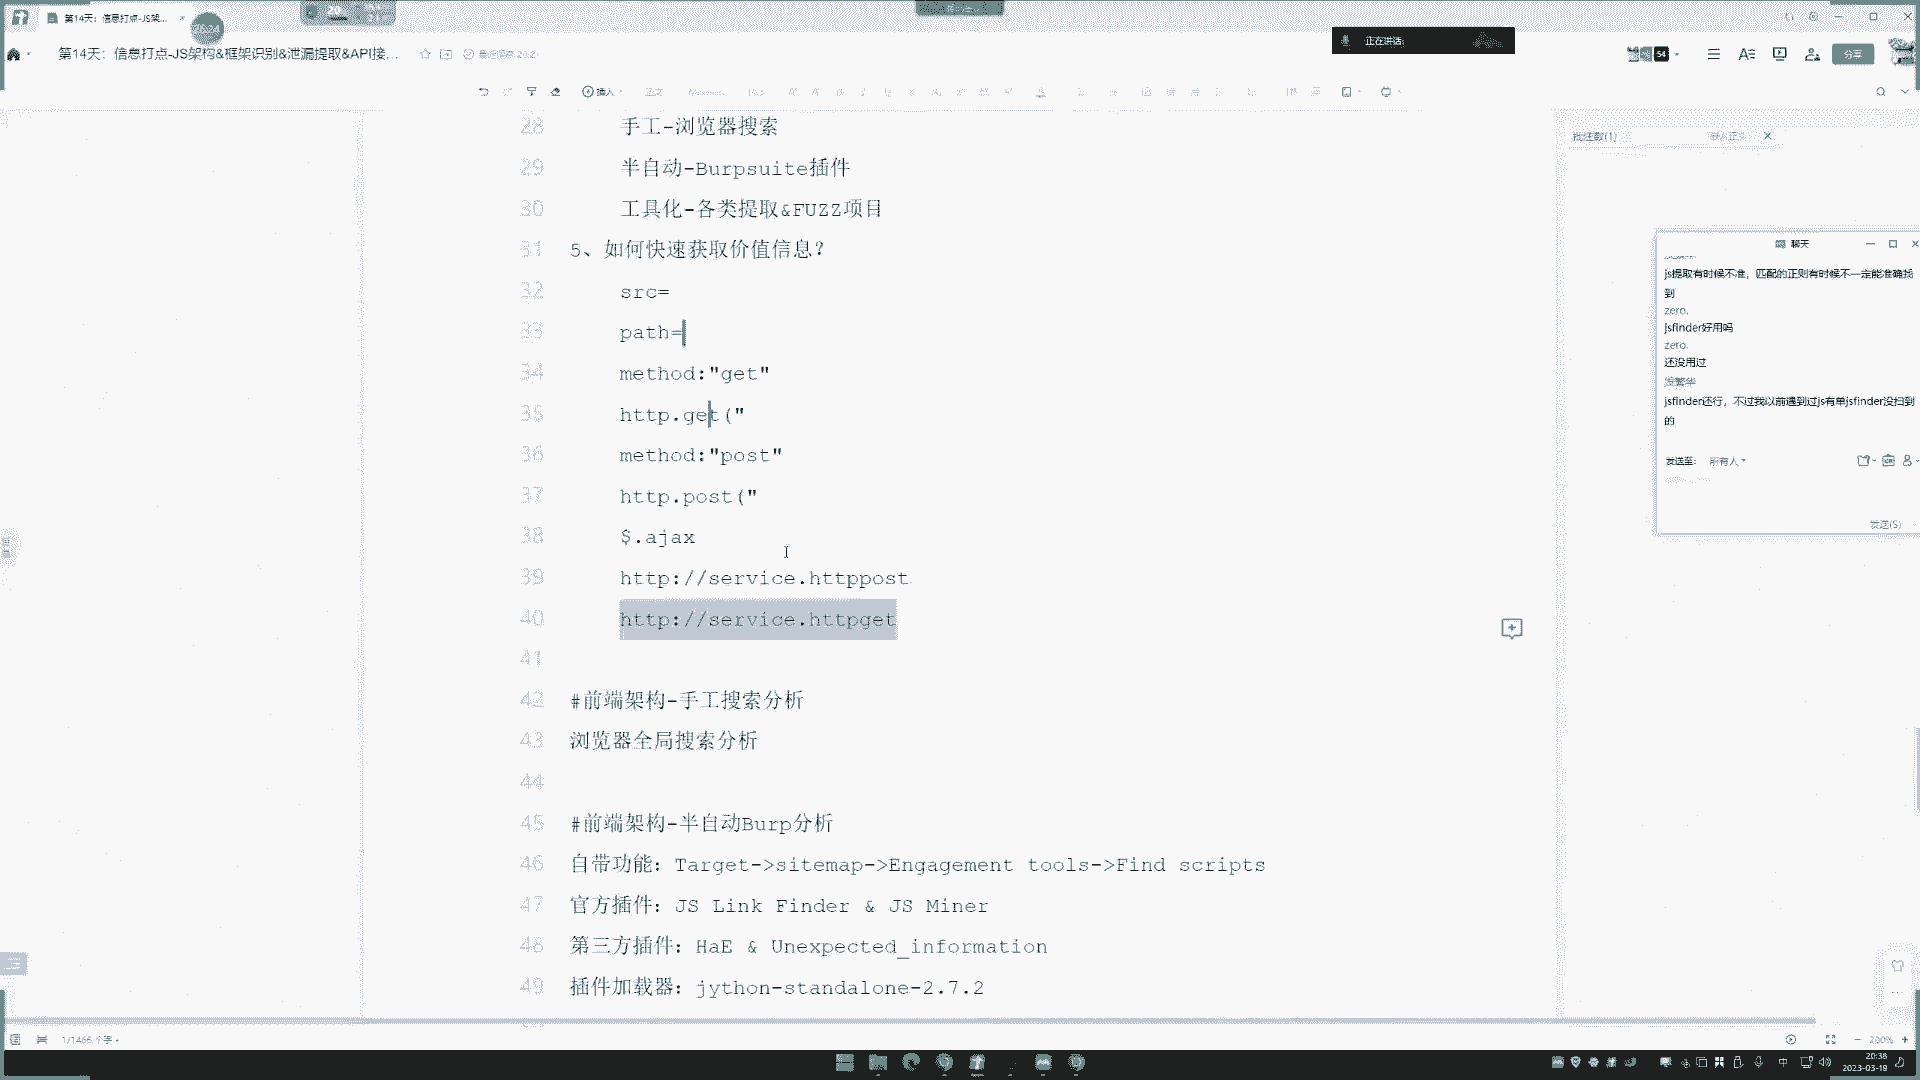 第14天：信息打点-JS架...
第14天：信息打点-JS架构&框架识别&泄漏提取&API接...
正在讲话:
54
分享
插入
28 手工-浏览器搜索
29 半自动-Burpsuite插件
30 工具化-各类提取&FUZZ项目
31 5、如何快速获取价值信息？
32 src=
33 path=
34 method:"get"
35 http.get("
36 method:"post"
37 http.post("
38 $.ajax
39 http://service.httppost
40 http://service.httpget
41
42 #前端架构-手工搜索分析
43 浏览器全局搜索分析
44
45 #前端架构-半自动Burp分析
46 自带功能：Target->sitemap->Engagement tools->Find scripts
47 官方插件：JS Link Finder & JS Miner
48 第三方插件：HaE & Unexpected_information
49 插件加载器：jython-standalone-2.7.2
批注数(1)
聊天
js提取有时候不准，匹配的正则有时候不一定能准确找
到
zero.
jsfinder好用吗
zero.
还没用过
jsfinder还行，不过我以前遇到过js有单jsfinder没扫到
的
发送至: 所有人
发送(S)
1/1466个字
200%
中
20:38
2023-03-18